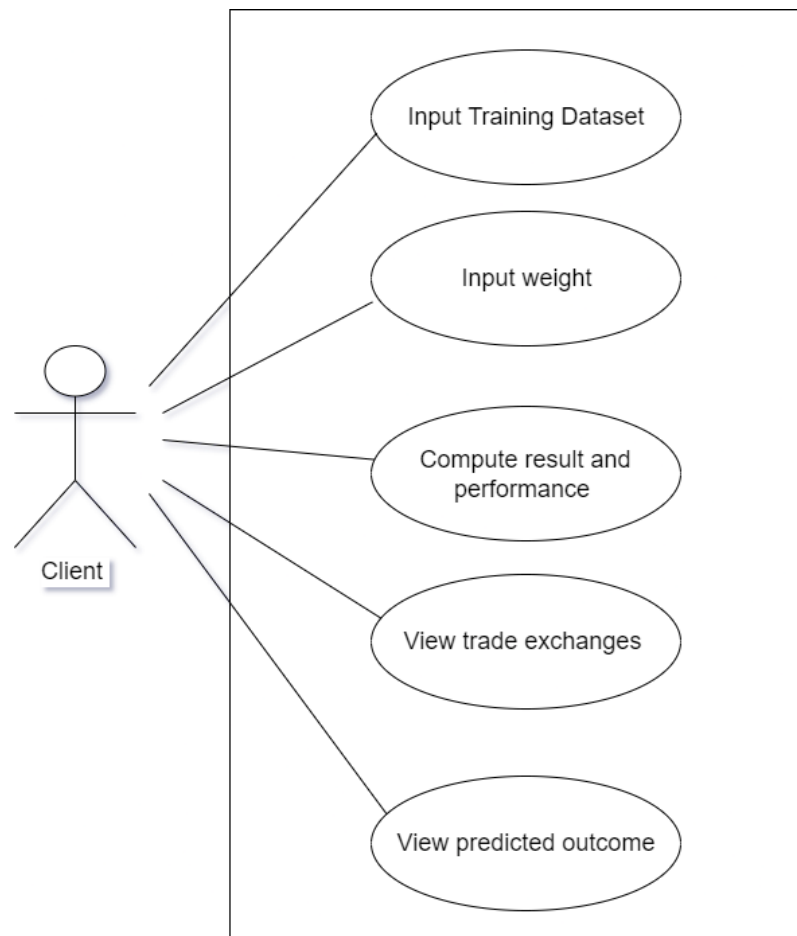 Input Training Dataset
Input weight
Compute result and
performance
Client
View trade exchanges
View predicted outcome